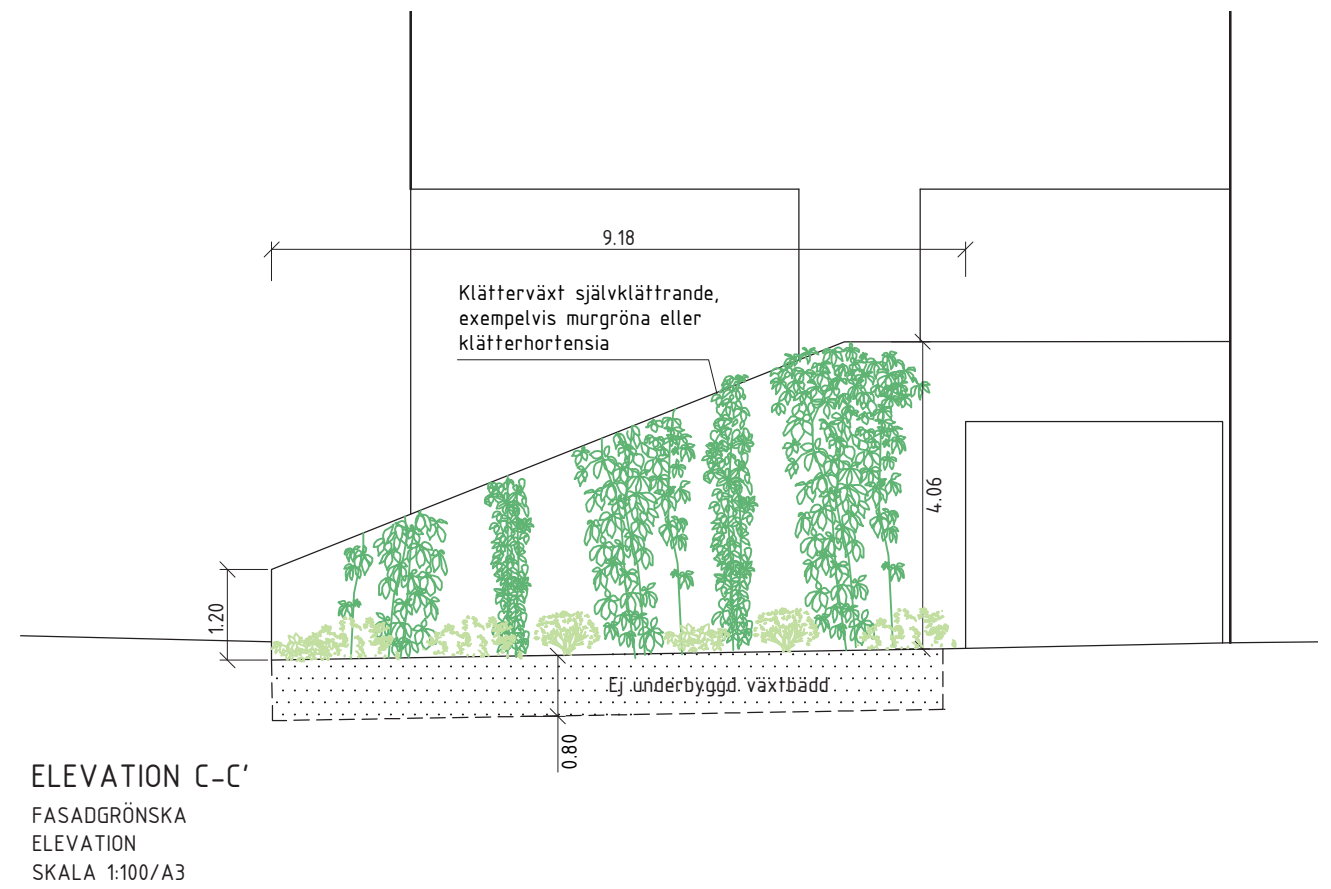 9.18
Klätterväxt självklättrande,
exempelvis murgröna eller
klätterhortensia
4.06
1.20
Ej underbyggd växtbädd
0.80
ELEVATION C-C'
FASADGRÖNSKA
ELEVATION
SKALA 1:100/A3